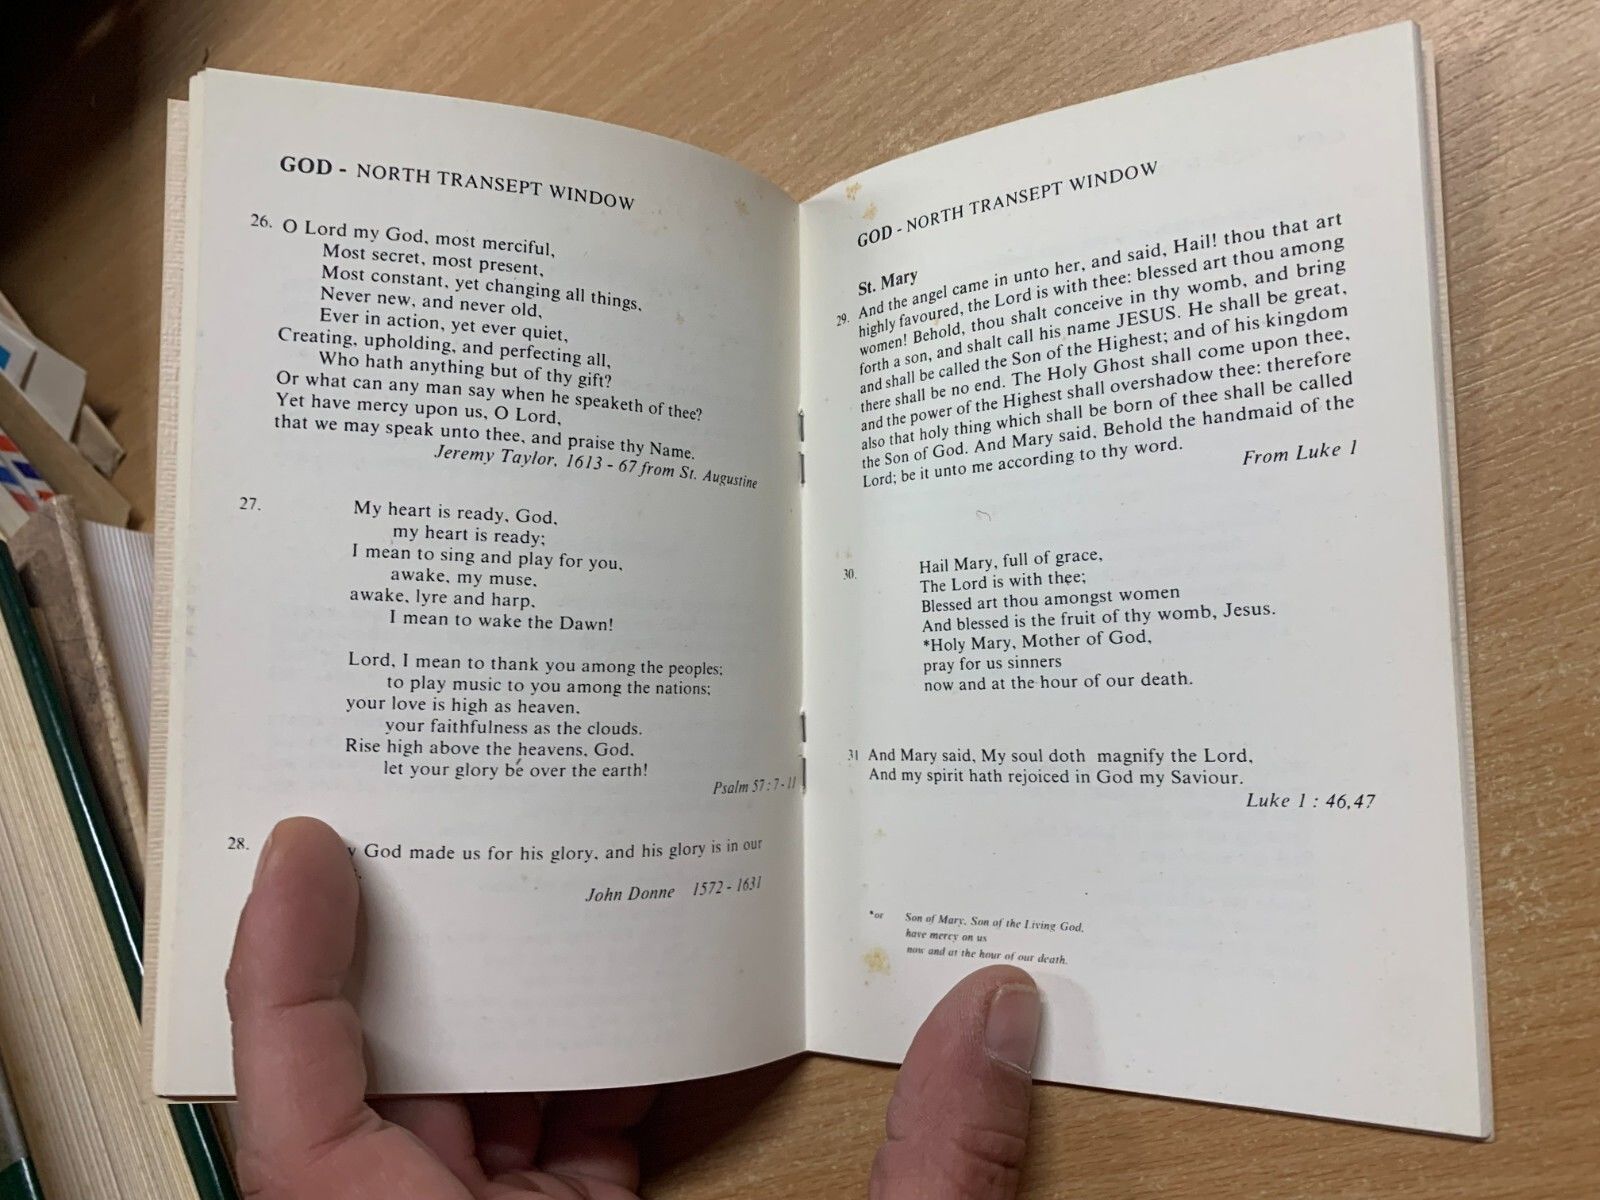 GOD - NORTH TRANSEPT WINDOW
26. O Lord my God, most merciful,
Most secret, most present,
Most constant, yet changing all things,
Never new, and never old,
Ever in action, yet ever quiet,
Creating, upholding, and perfecting all,
Who hath anything but of thy gift?
Or what can any man say when he speaketh of thee?
Yet have mercy upon us, O Lord,
that we may speak unto thee, and praise thy Name.
Jeremy Taylor, 1613 - 67 from St. Augustine
27. My heart is ready, God,
my heart is ready;
I mean to sing and play for you,
awake, my muse,
awake, lyre and harp,
I mean to wake the Dawn!
Lord, I mean to thank you among the peoples;
to play music to you among the nations;
your love is high as heaven,
your faithfulness as the clouds.
Rise high above the heavens, God,
let your glory be over the earth!
Psalm 57:7-11
28. God made us for his glory, and his glory is in our
John Donne 1572 - 1631
GOD - NORTH TRANSEPT WINDOW
St. Mary
29. And the angel came in unto her, and said, Hail! thou that art
highly favoured, the Lord is with thee: blessed art thou among
women! Behold, thou shalt conceive in thy womb, and bring
forth a son, and shalt call his name JESUS. He shall be great,
and shall be called the Son of the Highest; and of his kingdom
there shall be no end. The Holy Ghost shall come upon thee,
and the power of the Highest shall overshadow thee: therefore
also that holy thing which shall be born of thee shall be called
the Son of God. And Mary said, Behold the handmaid of the
Lord; be it unto me according to thy word.
From Luke 1
30. Hail Mary, full of grace,
The Lord is with thee;
Blessed art thou amongst women
And blessed is the fruit of thy womb, Jesus.
*Holy Mary, Mother of God,
pray for us sinners
now and at the hour of our death.
31 And Mary said, My soul doth magnify the Lord,
And my spirit hath rejoiced in God my Saviour.
Luke 1 : 46,47
*or Son of Mary, Son of the Living God,
have mercy on us
now and at the hour of our death.